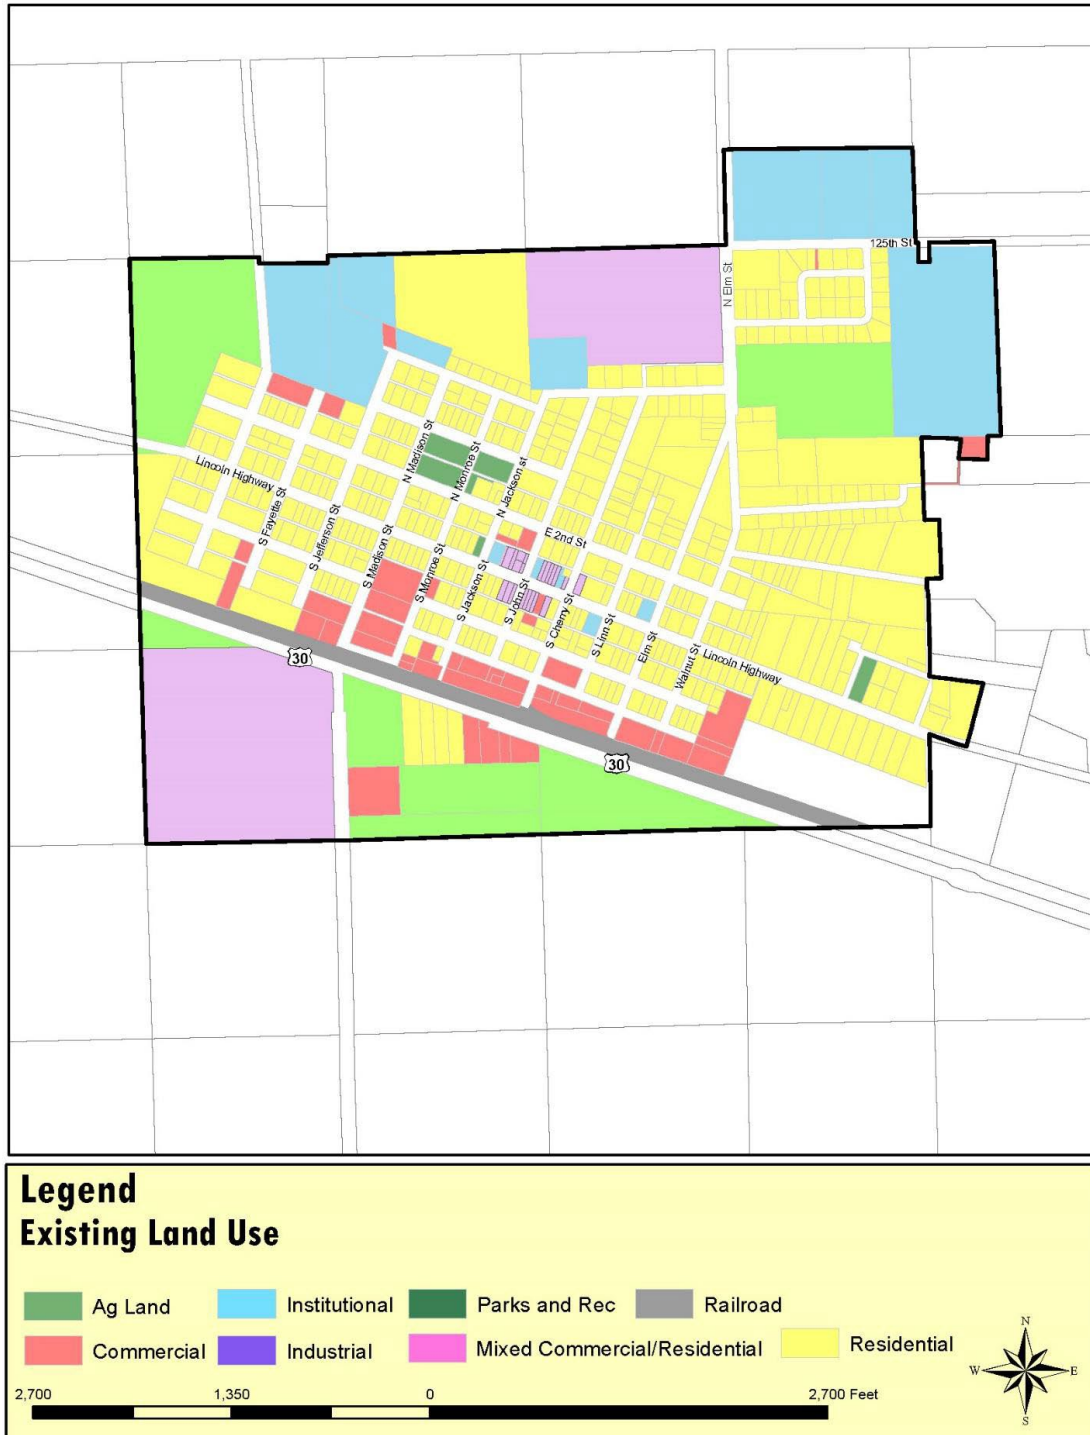 125th St
N Elm St
N Madison St
N Monroe St
N Jackson st
Lincoln Highway
S Fayette St
S Jefferson St
S Madison St
S Monroe St
S Jackson St
E 2nd St
S John St
S Cherry St
S Linn St
Elm St
Walnut St
Lincoln Highway
30
30
Legend
Existing Land Use
Ag Land
Institutional
Parks and Rec
Railroad
Commercial
Industrial
Mixed Commercial/Residential
Residential
N
W
E
S
2,700
1,350
0
2,700 Feet